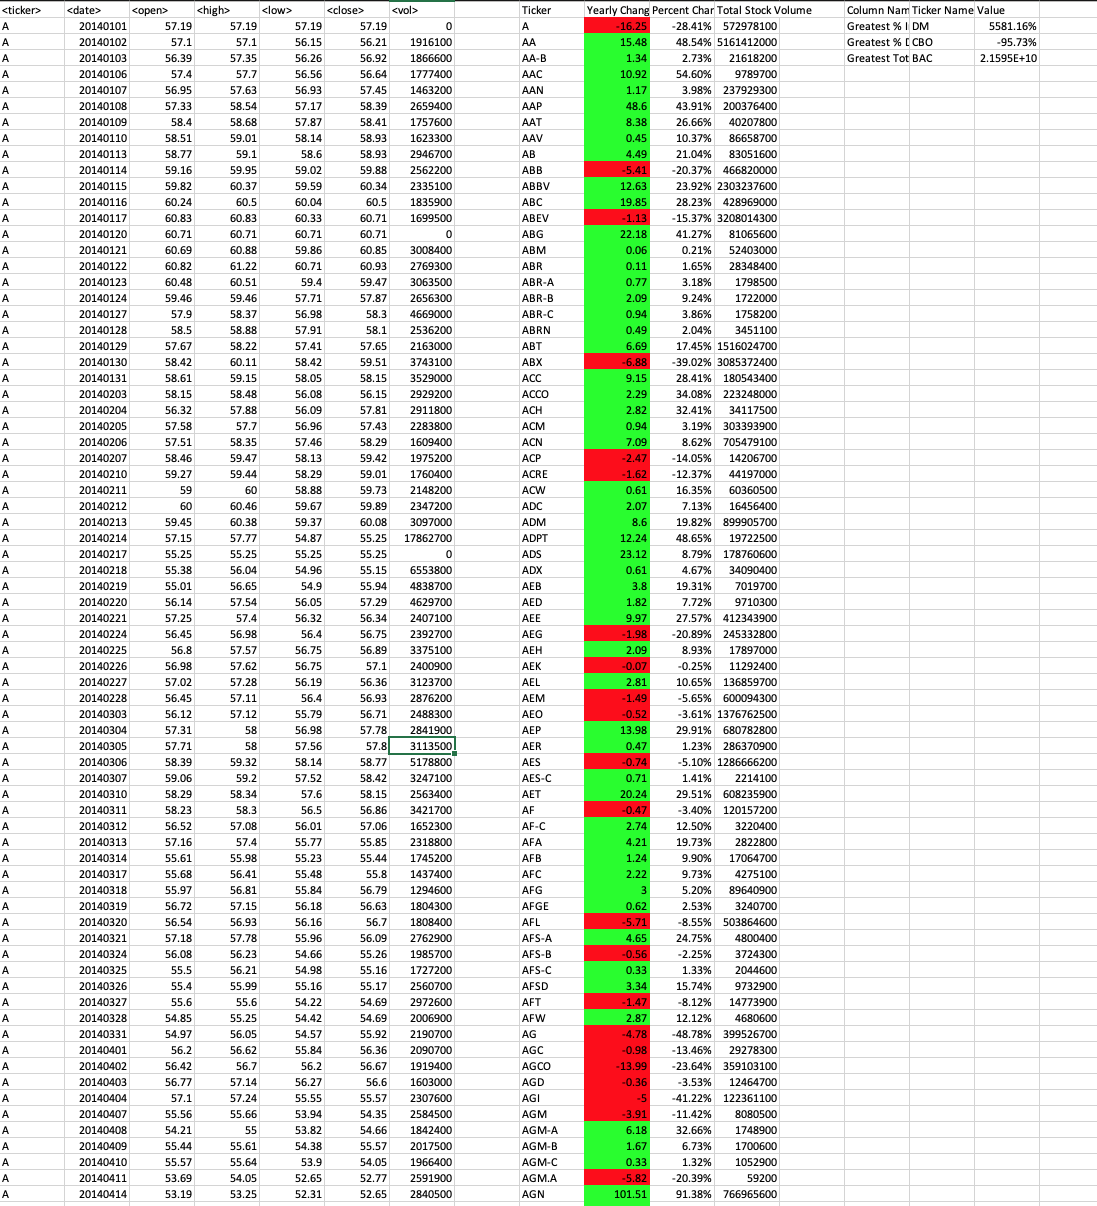 <ticker> <date> <open> <high> <low> <close> <vol> Ticker Yearly Chang Percent Char Total Stock Volume Column Nam Ticker Name Value
A 20140101 57.19 57.19 57.19 57.19 0 A -16.25 -28.41% 572978100 Greatest % I DM 5581.16%
A 20140102 57.1 57.1 56.15 56.21 1916100 AA 15.48 48.54% 5161412000 Greatest % D CBO -95.73%
A 20140103 56.39 57.35 56.26 56.92 1866600 AA-B 1.34 2.73% 21618200 Greatest Tot BAC 2.1595E+10
A 20140106 57.4 57.7 56.56 56.64 1777400 AAC 10.92 54.60% 9789700
A 20140107 56.95 57.63 56.93 57.45 1463200 AAN 1.17 3.98% 237929300
A 20140108 57.33 58.54 57.17 58.39 2659400 AAP 48.6 43.91% 200376400
A 20140109 58.4 58.68 57.87 58.41 1757600 AAT 8.38 26.66% 40207800
A 20140110 58.51 59.01 58.14 58.93 1623300 AAV 0.45 10.37% 86658700
A 20140113 58.77 59.1 58.6 58.93 2946700 AB 4.49 21.04% 83051600
A 20140114 59.16 59.95 59.02 59.88 2562200 ABB -5.41 -20.37% 466820000
A 20140115 59.82 60.37 59.59 60.34 2335100 ABBV 12.63 23.92% 2303237600
A 20140116 60.24 60.5 60.04 60.5 1835900 ABC 19.85 28.23% 428969000
A 20140117 60.83 60.83 60.33 60.71 1699500 ABEV -1.13 -15.37% 3208014300
A 20140120 60.71 60.71 60.71 60.71 0 ABG 22.18 41.27% 81065600
A 20140121 60.69 60.88 59.86 60.85 3008400 ABM 0.06 0.21% 52403000
A 20140122 60.82 61.22 60.71 60.93 2769300 ABR 0.11 1.65% 28348400
A 20140123 60.48 60.51 59.4 59.47 3063500 ABR-A 0.77 3.18% 1798500
A 20140124 59.46 59.46 57.71 57.87 2656300 ABR-B 2.09 9.24% 1722000
A 20140127 57.9 58.37 56.98 58.3 4669000 ABR-C 0.94 3.86% 1758200
A 20140128 58.5 58.88 57.91 58.1 2536200 ABRN 0.49 2.04% 3451100
A 20140129 57.67 58.22 57.41 57.65 2163000 ABT 6.69 17.45% 1516024700
A 20140130 58.42 60.11 58.42 59.51 3743100 ABX -6.88 -39.02% 3085372400
A 20140131 58.61 59.15 58.05 58.15 3529000 ACC 9.15 28.41% 180543400
A 20140203 58.15 58.48 56.08 56.15 2929200 ACCO 2.29 34.08% 223248000
A 20140204 56.32 57.88 56.09 57.81 2911800 ACH 2.82 32.41% 34117500
A 20140205 57.58 57.7 56.96 57.43 2283800 ACM 0.94 3.19% 303393900
A 20140206 57.51 58.35 57.46 58.29 1609400 ACN 7.09 8.62% 705479100
A 20140207 58.46 59.47 58.13 59.42 1975200 ACP -2.47 -14.05% 14206700
A 20140210 59.27 59.44 58.29 59.01 1760400 ACRE -1.62 -12.37% 44197000
A 20140211 59 60 58.88 59.73 2148200 ACW 0.61 16.35% 60360500
A 20140212 60 60.46 59.67 59.89 2347200 ADC 2.07 7.13% 16456400
A 20140213 59.45 60.38 59.37 60.08 3097000 ADM 8.6 19.82% 899905700
A 20140214 57.15 57.77 54.87 55.25 17862700 ADPT 12.24 48.65% 19722500
A 20140217 55.25 55.25 55.25 55.25 0 ADS 23.12 8.79% 178760600
A 20140218 55.38 56.04 54.96 55.15 6553800 ADX 0.61 4.67% 34090400
A 20140219 55.01 56.65 54.9 55.94 4838700 AEB 3.8 19.31% 7019700
A 20140220 56.14 57.54 56.05 57.29 4629700 AED 1.82 7.72% 9710300
A 20140221 57.25 57.4 56.32 56.34 2407100 AEE 9.97 27.57% 412343900
A 20140224 56.45 56.98 56.4 56.75 2392700 AEG -1.98 -20.89% 245332800
A 20140225 56.8 57.57 56.75 56.89 3375100 AEH 2.09 8.93% 17897000
A 20140226 56.98 57.62 56.75 57.1 2400900 AEK -0.07 -0.25% 11292400
A 20140227 57.02 57.28 56.19 56.36 3123700 AEL 2.81 10.65% 136859700
A 20140228 56.45 57.11 56.4 56.93 2876200 AEM -1.49 -5.65% 600094300
A 20140303 56.12 57.12 55.79 56.71 2488300 AEO -0.52 -3.61% 1376762500
A 20140304 57.31 58 56.98 57.78 2841900 AEP 13.98 29.91% 680782800
A 20140305 57.71 58 57.56 57.8 3113500 AER 0.47 1.23% 286370900
A 20140306 58.39 59.32 58.14 58.77 5178800 AES -0.74 -5.10% 1286666200
A 20140307 59.06 59.2 57.52 58.42 3247100 AES-C 0.71 1.41% 2214100
A 20140310 58.29 58.34 57.6 58.15 2563400 AET 20.24 29.51% 608235900
A 20140311 58.23 58.3 56.5 56.86 3421700 AF -0.47 -3.40% 120157200
A 20140312 56.52 57.08 56.01 57.06 1652300 AF-C 2.74 12.50% 3220400
A 20140313 57.16 57.4 55.77 55.85 2318800 AFA 4.21 19.73% 2822800
A 20140314 55.61 55.98 55.23 55.44 1745200 AFB 1.24 9.90% 17064700
A 20140317 55.68 56.41 55.48 55.8 1437400 AFC 2.22 9.73% 4275100
A 20140318 55.97 56.81 55.84 56.79 1294600 AFG 3 5.20% 89640900
A 20140319 56.72 57.15 56.18 56.63 1804300 AFGE 0.62 2.53% 3240700
A 20140320 56.54 56.93 56.16 56.7 1808400 AFL -5.71 -8.55% 503864600
A 20140321 57.18 57.78 55.96 56.09 2762900 AFS-A 4.65 24.75% 4800400
A 20140324 56.08 56.23 54.66 55.26 1985700 AFS-B -0.56 -2.25% 3724300
A 20140325 55.5 56.21 54.98 55.16 1727200 AFS-C 0.33 1.33% 2044600
A 20140326 55.4 55.99 55.16 55.17 2560700 AFSD 3.34 15.74% 9732900
A 20140327 55.6 55.6 54.22 54.69 2972600 AFT -1.47 -8.12% 14773900
A 20140328 54.85 55.25 54.42 54.69 2006900 AFW 2.87 12.12% 4680600
A 20140331 54.97 56.05 54.57 55.92 2190700 AG -4.78 -48.78% 399526700
A 20140401 56.2 56.62 55.84 56.36 2090700 AGC -0.98 -13.46% 29278300
A 20140402 56.42 56.7 56.2 56.67 1919400 AGCO -13.99 -23.64% 359103100
A 20140403 56.77 57.14 56.27 56.6 1603000 AGD -0.36 -3.53% 12464700
A 20140404 57.1 57.24 55.55 55.57 2307600 AGI -5 -41.22% 122361100
A 20140407 55.56 55.66 53.94 54.35 2584500 AGM -3.91 -11.42% 8080500
A 20140408 54.21 55 53.82 54.66 1842400 AGM-A 6.18 32.66% 1748900
A 20140409 55.44 55.61 54.38 55.57 2017500 AGM-B 1.67 6.73% 1700600
A 20140410 55.57 55.64 53.9 54.05 1966400 AGM-C 0.33 1.32% 1052900
A 20140411 53.69 54.05 52.65 52.77 2591900 AGM.A -5.82 -20.39% 59200
A 20140414 53.19 53.25 52.31 52.65 2840500 AGN 101.51 91.38% 766965600